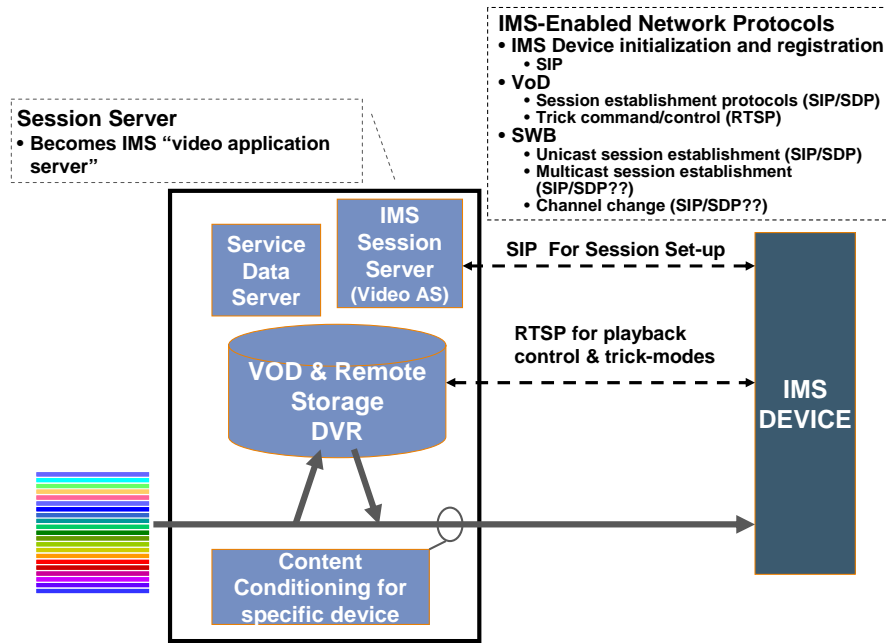 IMS-Enabled Network Protocols
• IMS Device initialization and registration
• SIP
• VoD
• Session establishment protocols (SIP/SDP)
• Trick command/control (RTSP)
• SWB
• Unicast session establishment (SIP/SDP)
• Multicast session establishment
(SIP/SDP??)
• Channel change (SIP/SDP??)
Session Server
• Becomes IMS “video application
server”
Service
Data
Server
IMS
Session
Server
(Video AS)
SIP For Session Set-up
RTSP for playback
control & trick-modes
VOD & Remote
Storage
DVR
IMS
DEVICE
Content
Conditioning for
specific device